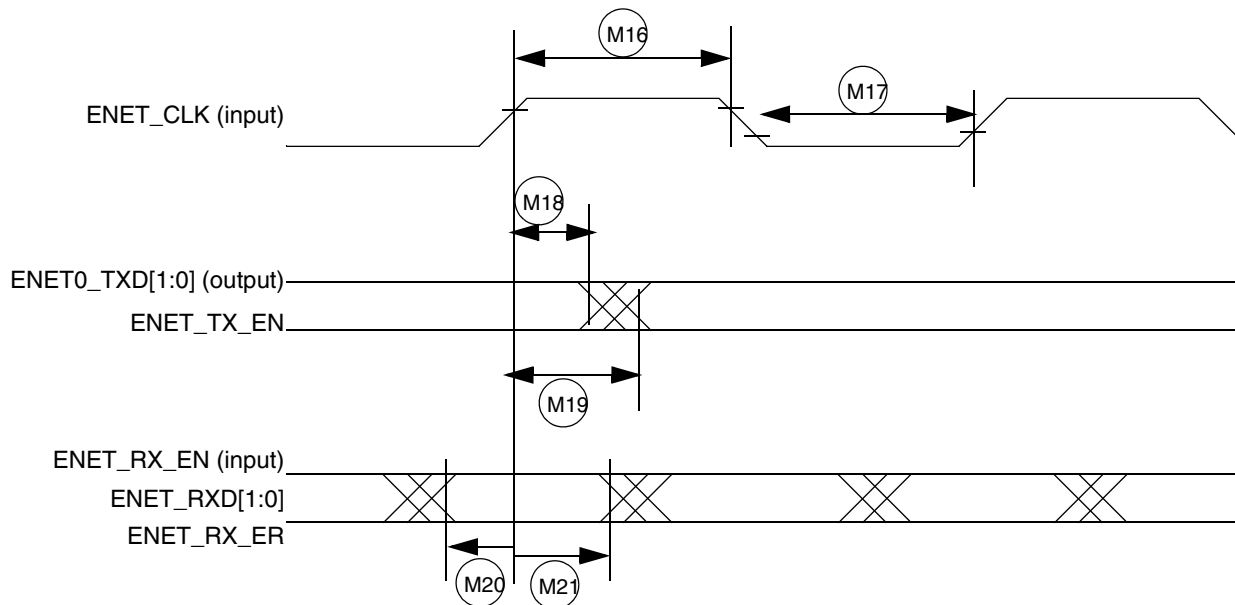 M16
M17
ENET_CLK (input)
M18
ENET0_TXD[1:0] (output)
ENET_TX_EN
M19
ENET_RX_EN (input)
ENET_RXD[1:0]
ENET_RX_ER
M20
M21